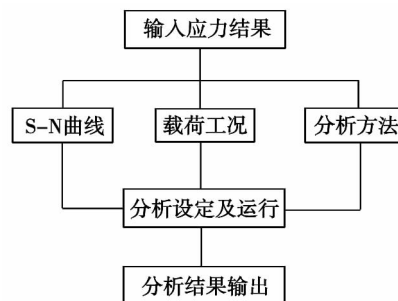 输入应力结果
S-N曲线
载荷工况
分析方法
分析设定及运行
分析结果输出